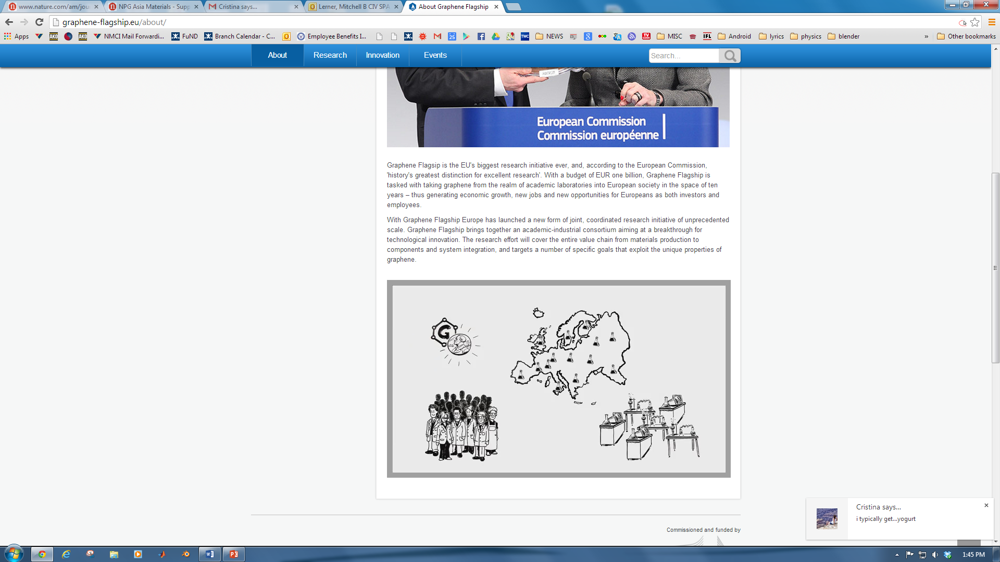 www.nature.com/am/jou
NPG Asia Materials - Supp
Cristina says...
Lerner, Mitchell B CIV SPA
About Graphene Flagship
graphene-flagship.eu/about/
Apps
NMCI Mail Forwardi...
FuND
Branch Calendar - C...
Employee Benefits I...
25
TWC
NEWS
TV GUIDE
IFL
MISC
Android
lyrics
physics
blender
»
Other bookmarks
About
Research
Innovation
Events
Search...
European Commission
Commission européenne
Graphene Flagsip is the EU's biggest research initiative ever, and, according to the European Commission,
'history's greatest distinction for excellent research'. With a budget of EUR one billion, Graphene Flagship is
tasked with taking graphene from the realm of academic laboratories into European society in the space of ten
years – thus generating economic growth, new jobs and new opportunities for Europeans as both investors and
employees.
With Graphene Flagship Europe has launched a new form of joint, coordinated research initiative of unprecedented
scale. Graphene Flagship brings together an academic-industrial consortium aiming at a breakthrough for
technological innovation. The research effort will cover the entire value chain from materials production to
components and system integration, and targets a number of specific goals that exploit the unique properties of
graphene.
G
Cristina says...
i typically get...yogurt
Commissioned and funded by
1:45 PM